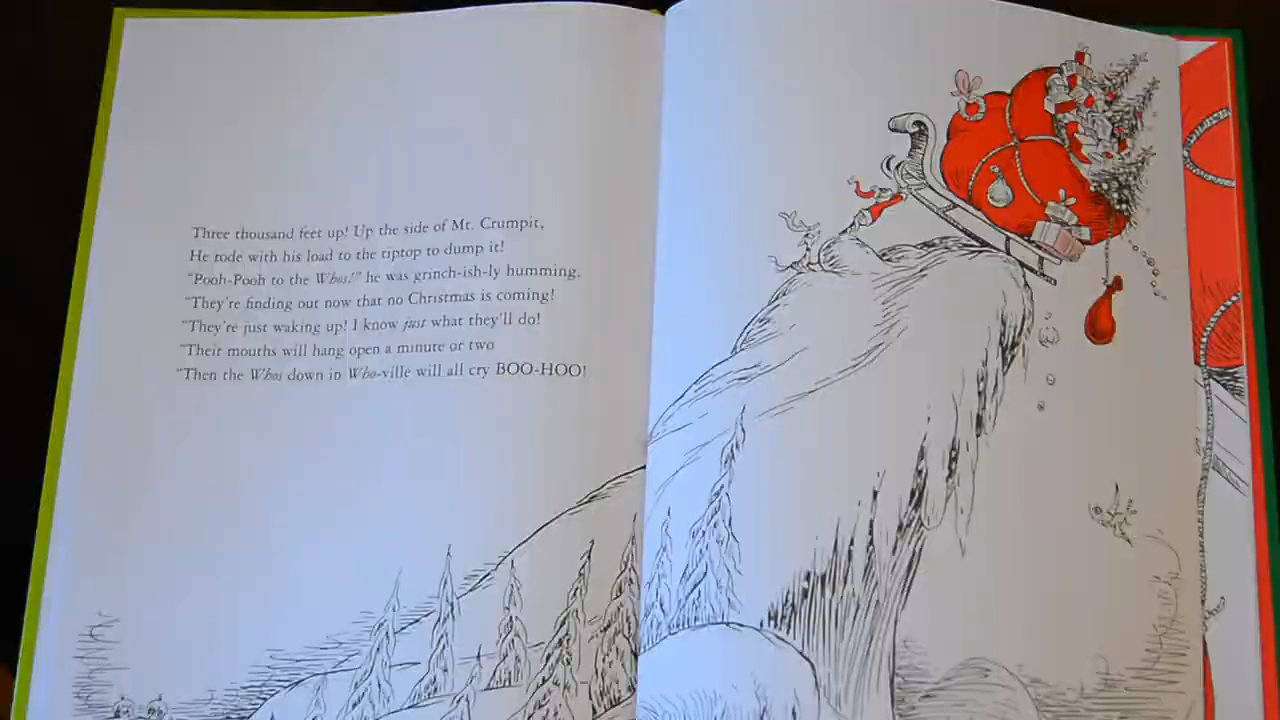 Three thousand feet up! Up the side of Mt. Crumpit,
He rode with his load to the tiptop to dump it!
"Pooh-Pooh to the Whos!" he was grinch-ish-ly humming.
"They're finding out now that no Christmas is coming!
"They're just waking up! I know just what they'll do!
"Their mouths will hang open a minute or two
"Then the Whos down in Who-ville will all cry BOO-HOO!